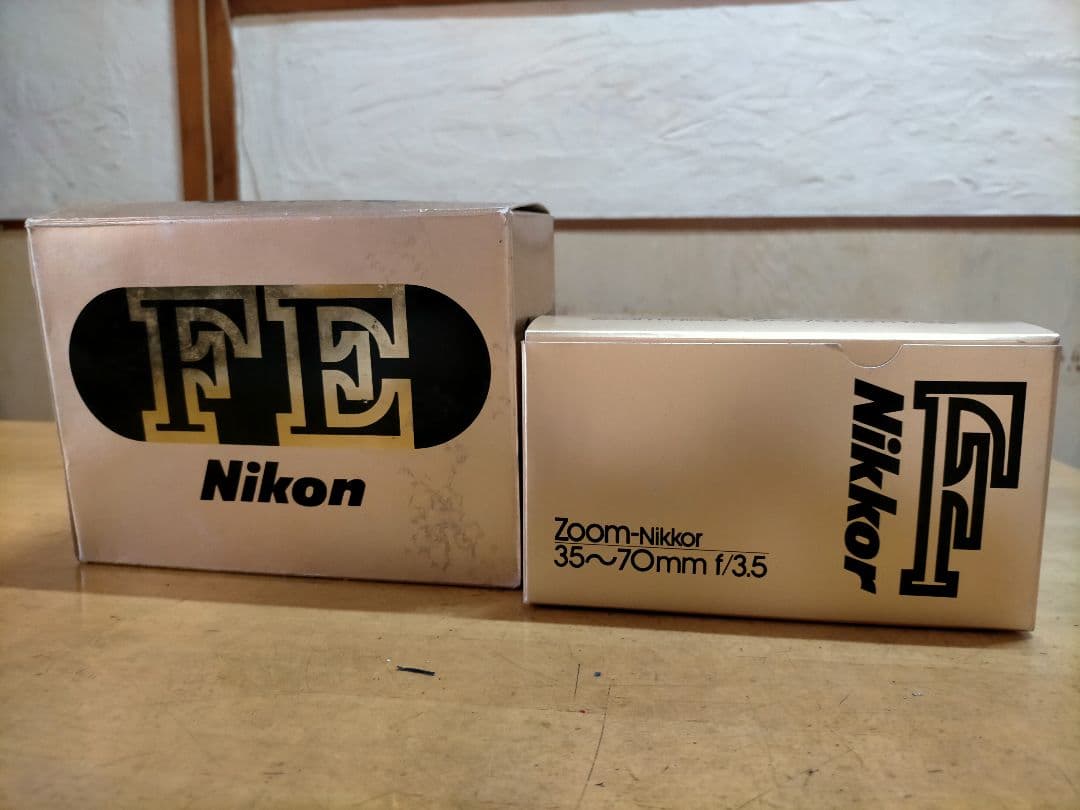 FE
Nikon
Zoom-Nikkor
35~70mm f/3.5
Nikkor
F